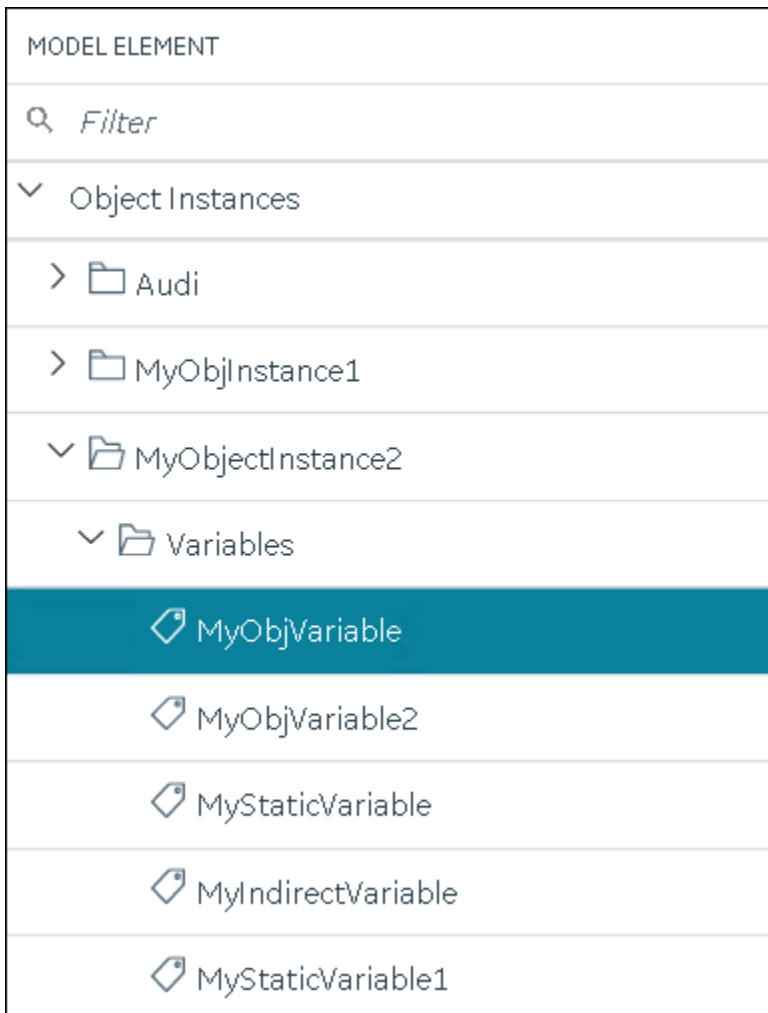 MODEL ELEMENT
Filter
Object Instances
Audi
MyObjInstance1
MyObjectInstance2
Variables
MyObjVariable
MyObjVariable2
MyStaticVariable
MyIndirectVariable
MyStaticVariable1